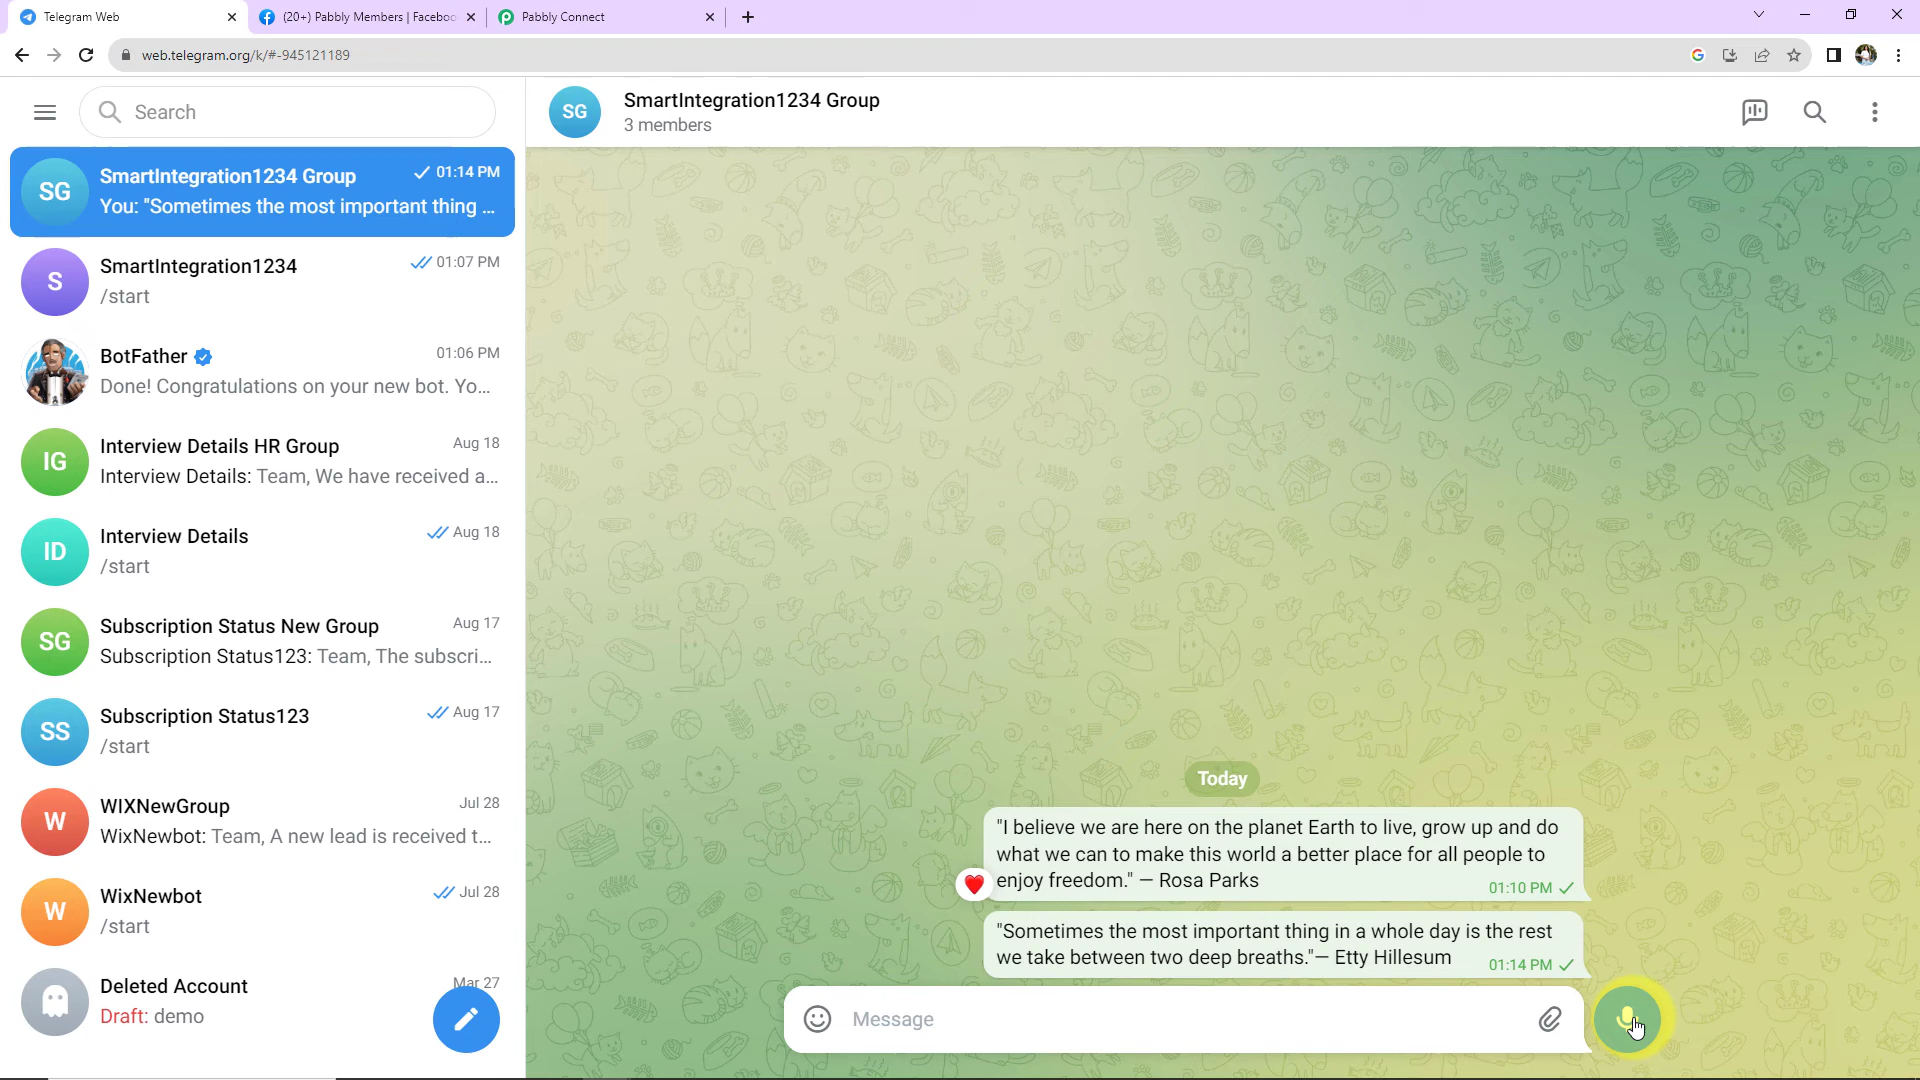 Telegram Web
(20+) Pabbly Members | Faceboo
Pabbly Connect
web.telegram.org/k/#-945121189
Search
SG
SmartIntegration1234 Group
01:14 PM
You: "Sometimes the most important thing ...
S
SmartIntegration1234
01:07 PM
/start
BotFather
01:06 PM
Done! Congratulations on your new bot. Yo...
IG
Interview Details HR Group
Aug 18
Interview Details: Team, We have received a...
ID
Interview Details
Aug 18
/start
SG
Subscription Status New Group
Aug 17
Subscription Status123: Team, The subscri...
SS
Subscription Status123
Aug 17
/start
W
WIXNewGroup
Jul 28
WixNewbot: Team, A new lead is received t...
W
WixNewbot
Jul 28
/start
Deleted Account
Mar 27
Draft: demo
SG
SmartIntegration1234 Group
3 members
Today
"I believe we are here on the planet Earth to live, grow up and do
what we can to make this world a better place for all people to
enjoy freedom." — Rosa Parks
01:10 PM
"Sometimes the most important thing in a whole day is the rest
we take between two deep breaths."— Etty Hillesum
01:14 PM
Message